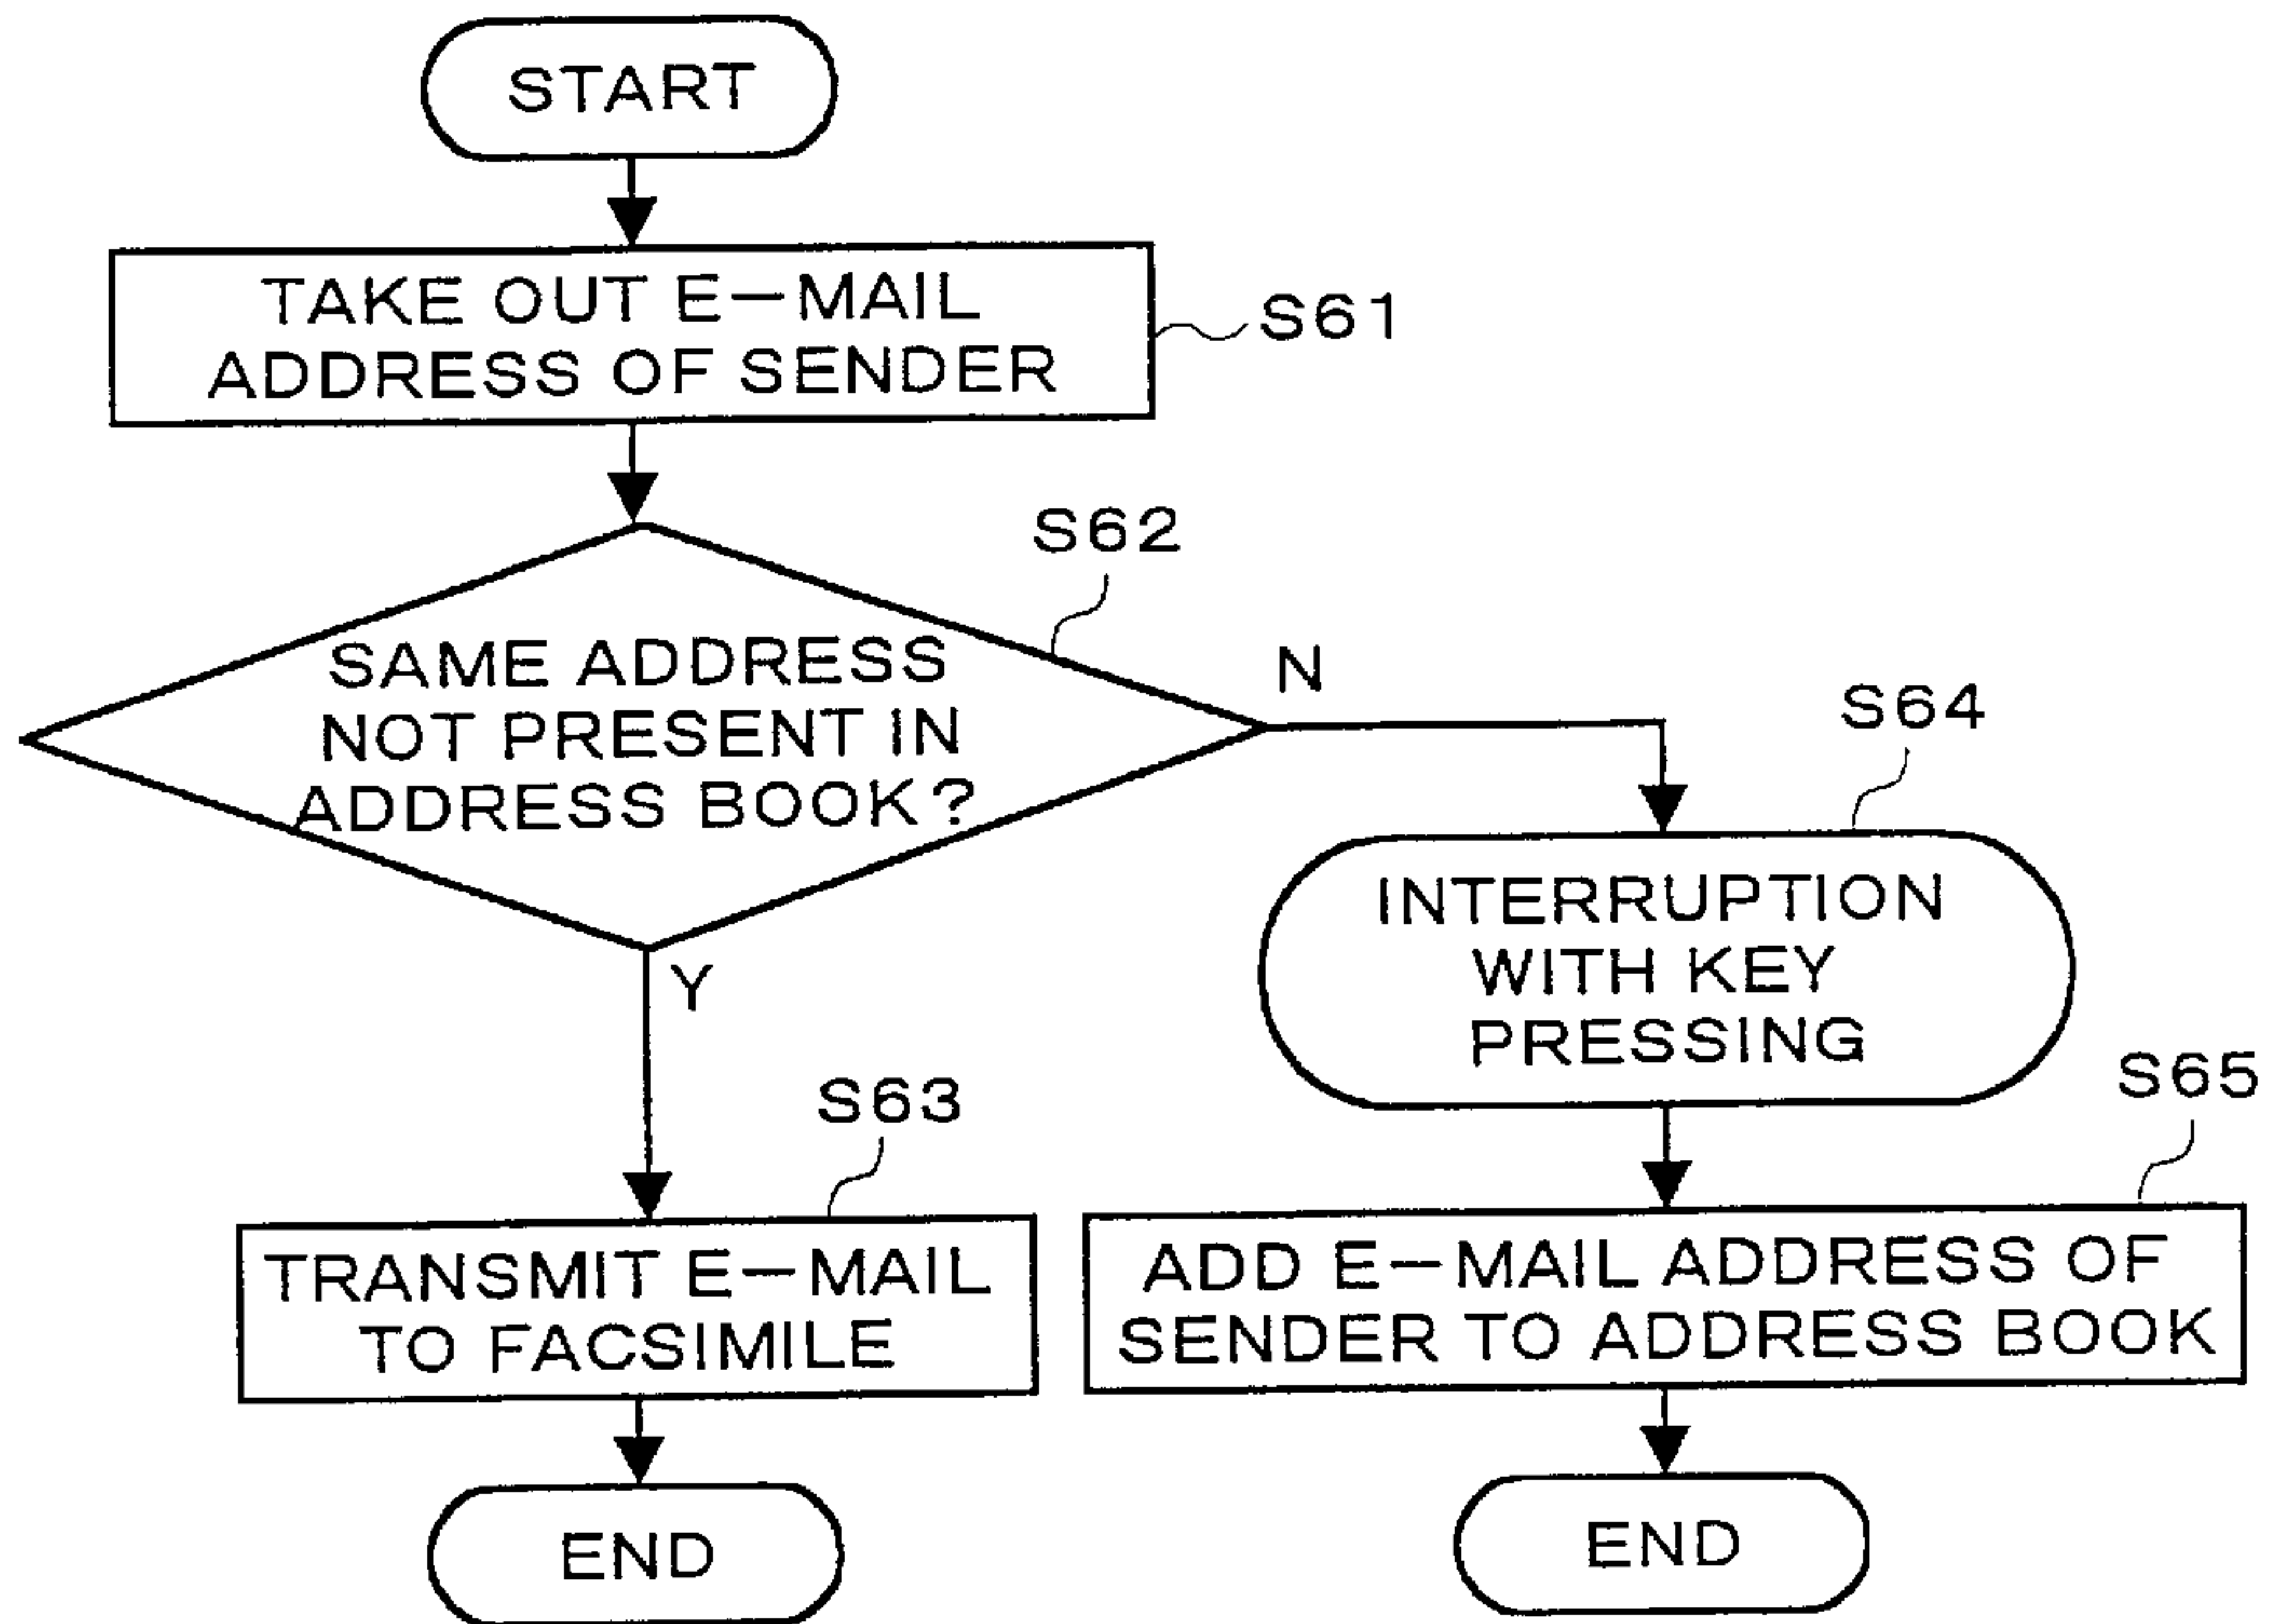 START
TAKE OUT E-MAIL
ADDRESS OF SENDER
S61
S62
SAME ADDRESS
NOT PRESENT IN
ADDRESS BOOK?
N
Y
S64
INTERRUPTION
WITH KEY
PRESSING
S63
TRANSMIT E-MAIL
TO FACSIMILE
S65
ADD E-MAIL ADDRESS OF
SENDER TO ADDRESS BOOK
END
END